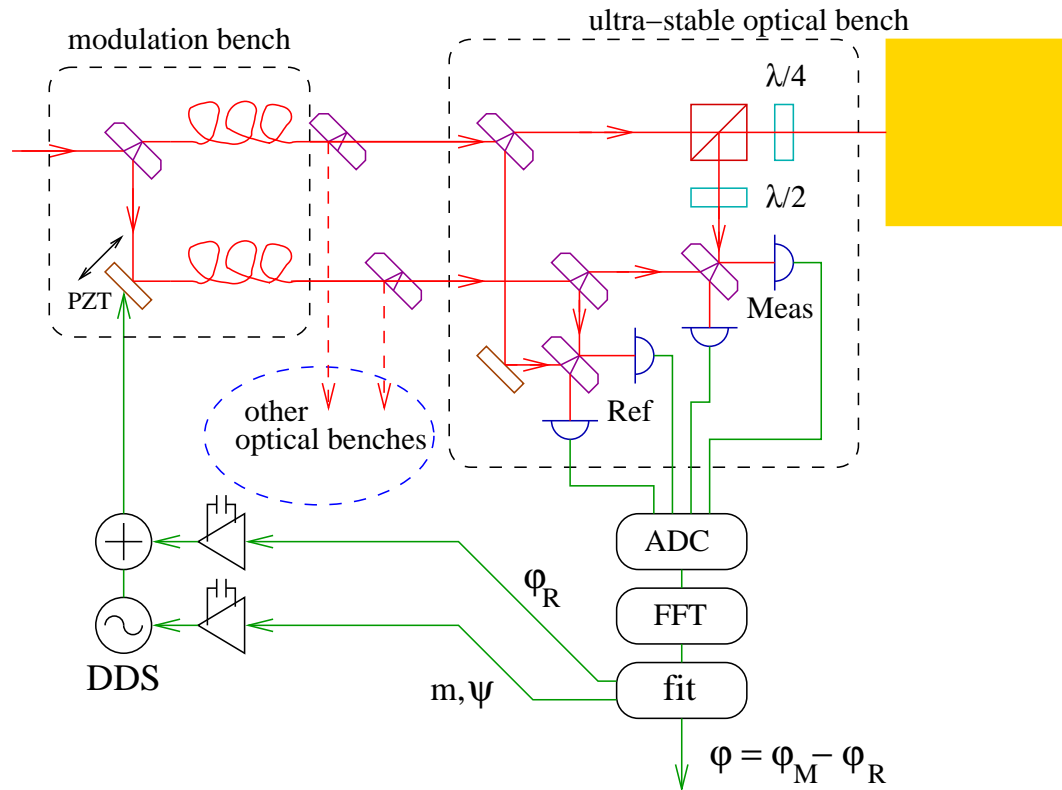 modulation bench
ultra−stable optical bench
λ/4
λ/2
PZT
Meas
Ref
other
optical benches
ADC
φR
FFT
DDS
m, ψ
fit
φ = φM − φR